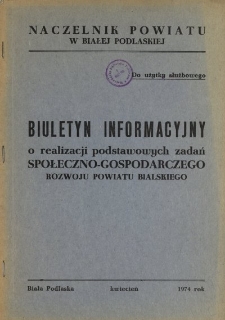 NACZELNIK POWIATU
W BIAŁEJ PODLASKIEJ
Do użytku służbowego
BIULETYN INFORMACYJNY
o realizacji podstawowych zadań
SPOŁECZNO-GOSPODARCZEGO
ROZWOJU POWIATU BIALSKIEGO
Biała Podlaska kwiecień 1974 rok